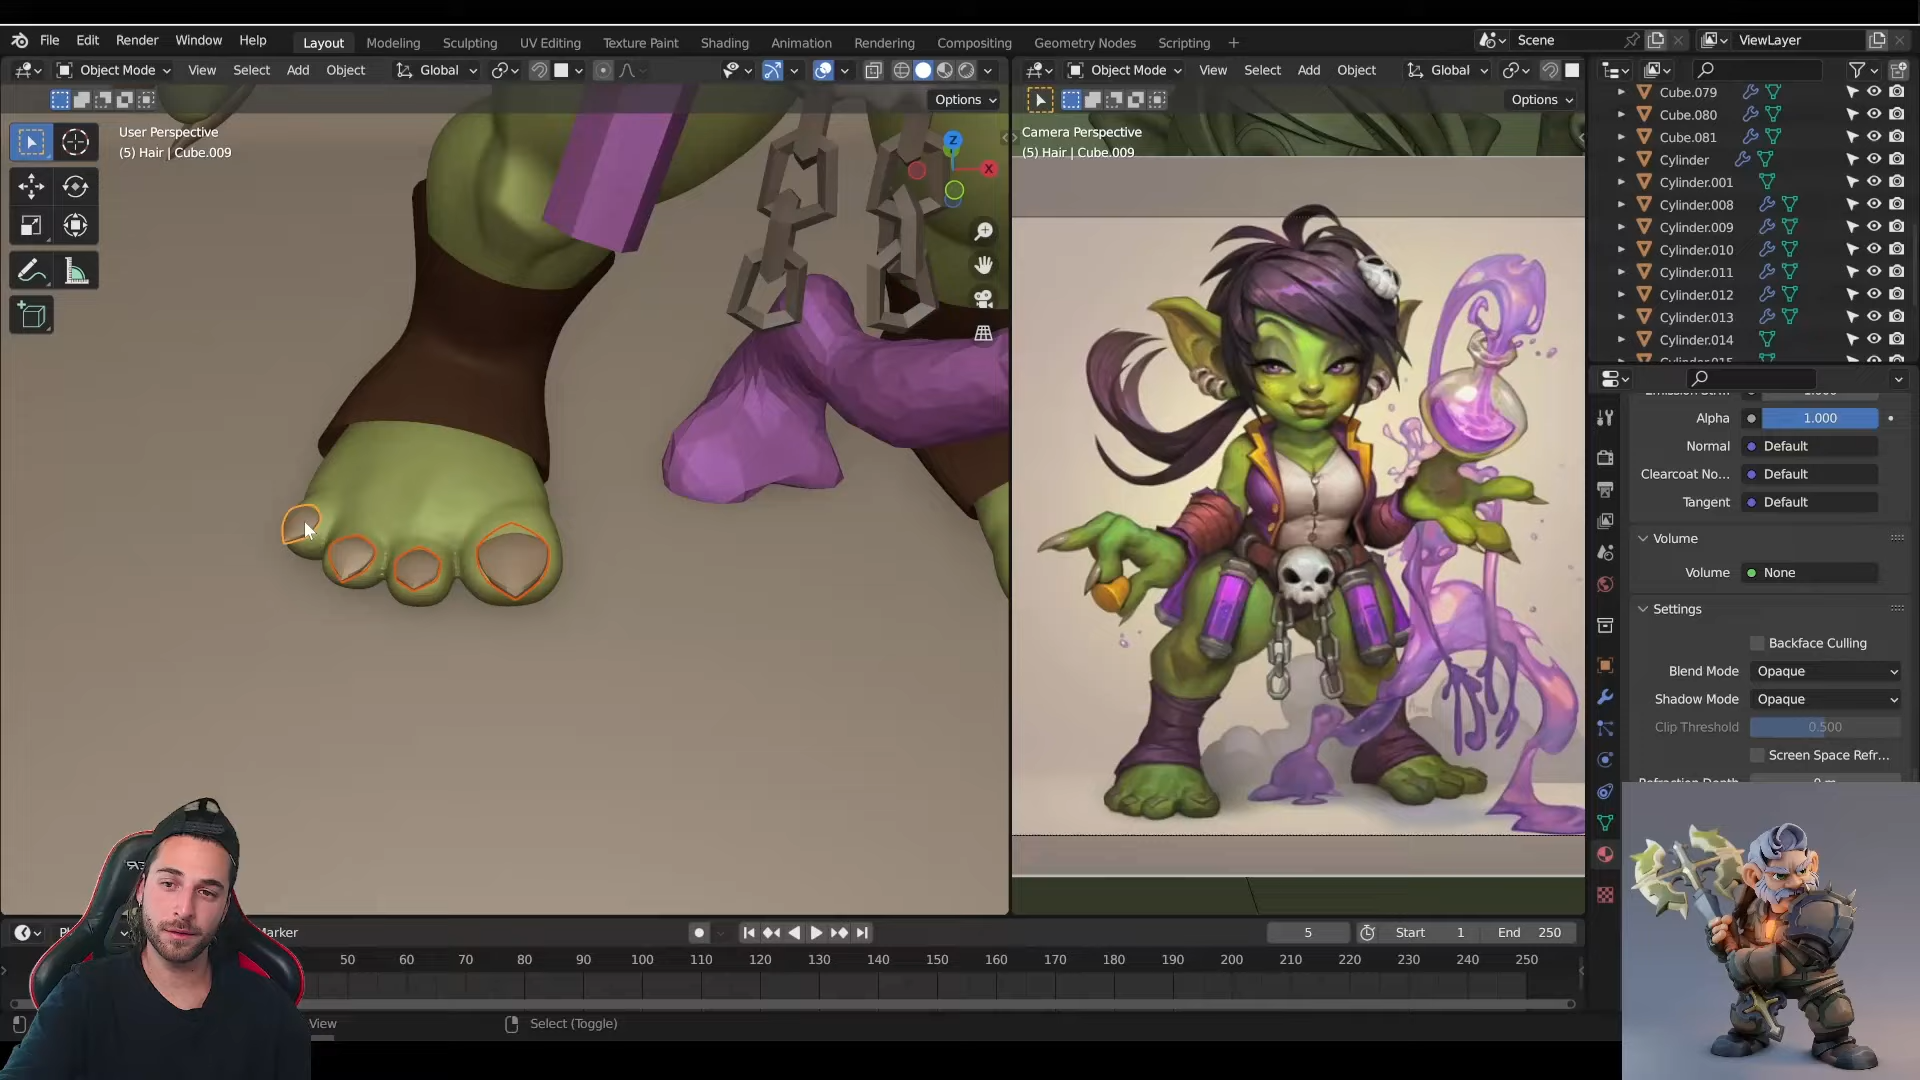 File Edit Render Window Help Layout Modeling Sculpting UV Editing Texture Paint Shading Animation Rendering Compositing Geometry Nodes Scripting + Scene ViewLayer
Object Mode View Select Add Object Global Object Mode View Select Add Object Global
Options Options
User Perspective
(5) Hair | Cube.009
Z
X
Camera Perspective
(5) Hair | Cube.009
Cube.079
Cube.080
Cube.081
Cylinder
Cylinder.001
Cylinder.008
Cylinder.009
Cylinder.010
Cylinder.011
Cylinder.012
Cylinder.013
Cylinder.014
Alpha 1.000
Normal Default
Clearcoat No... Default
Tangent Default
Volume
Volume None
Settings
Backface Culling
Blend Mode Opaque
Shadow Mode Opaque
Clip Threshold 0.500
Screen Space Refr...
Marker 5 Start 1 End 250
50 60 70 80 90 100 110 120 130 140 150 160 170 180 190 200 210 220 230 240 250
View Select (Toggle)